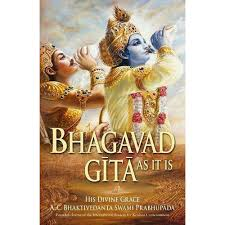 BHAGAVAD
GĪTĀ AS IT IS
HIS DIVINE GRACE
A.C. BHAKTIVEDANTA SWAMI PRABHUPĀDA